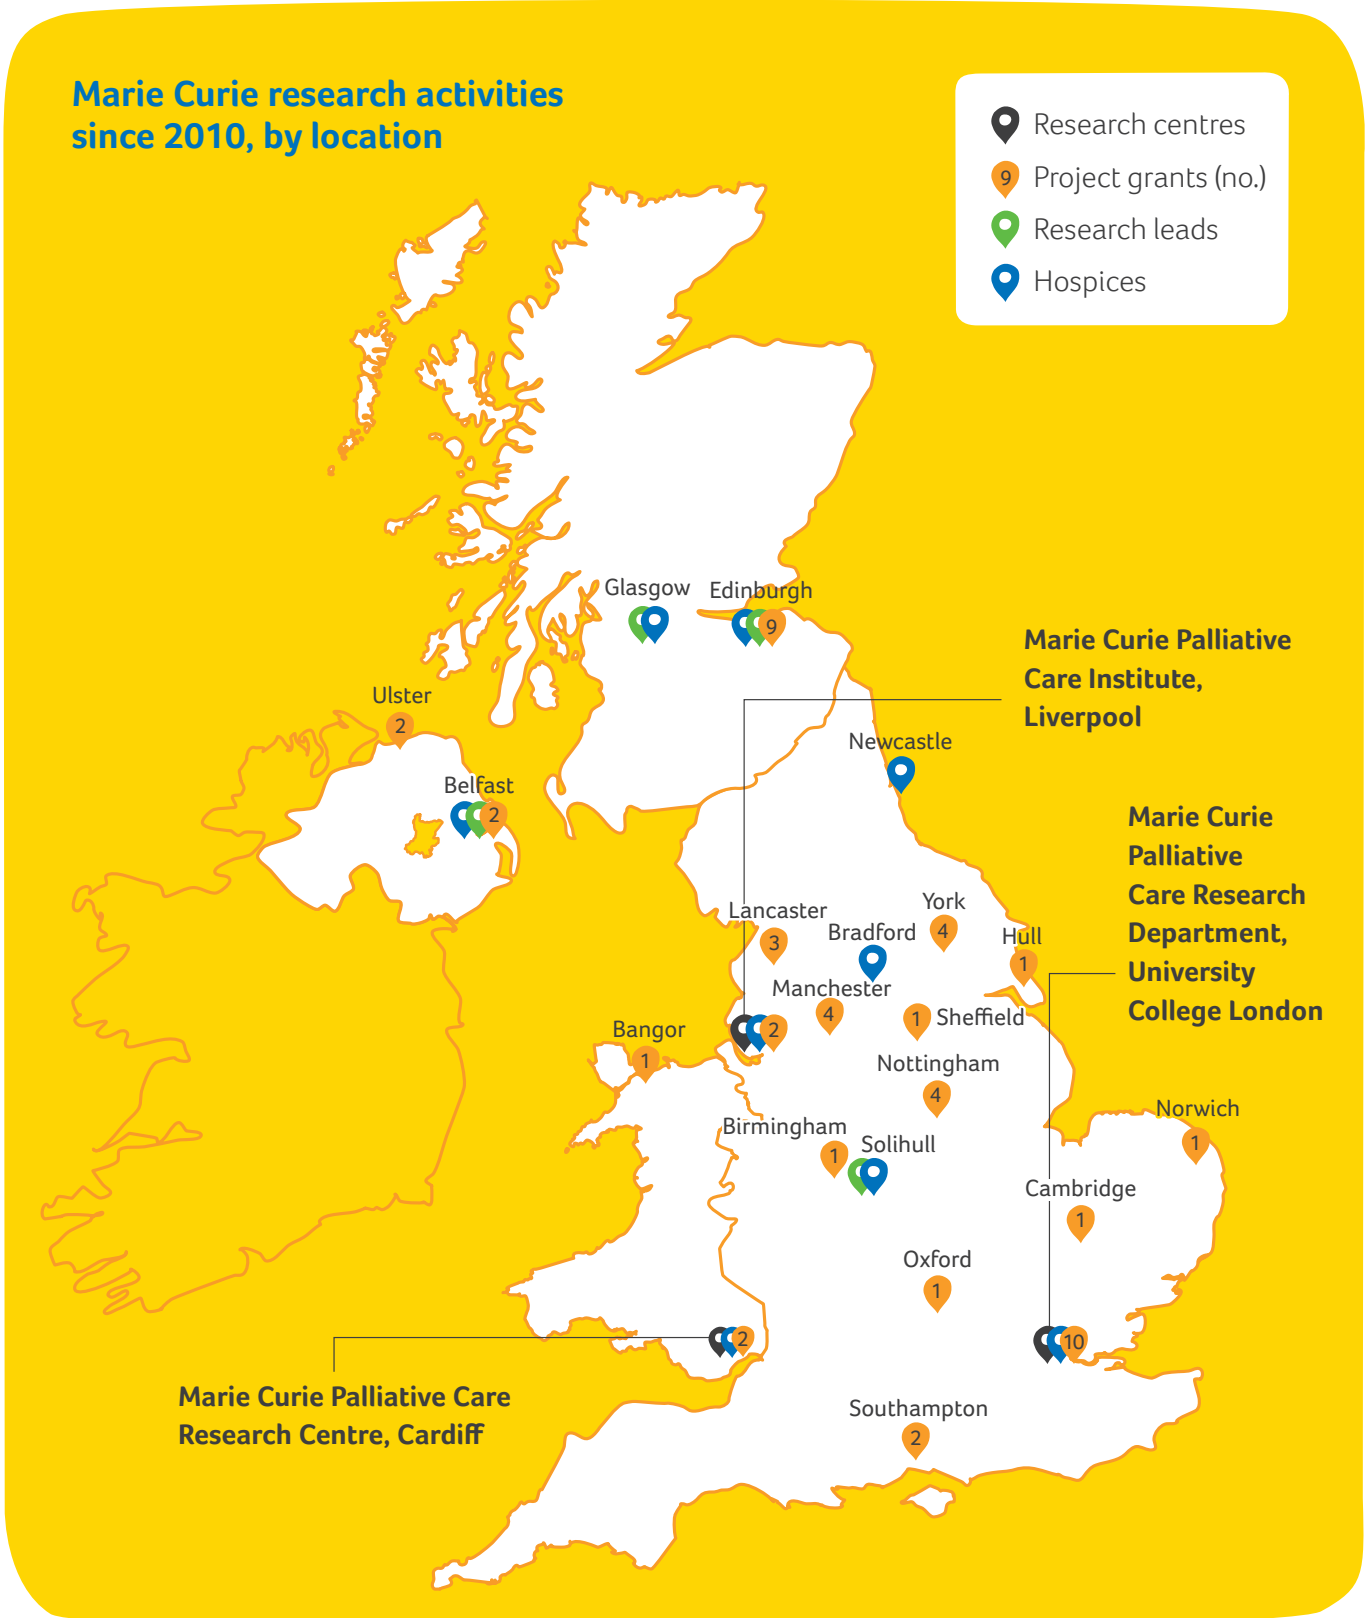 Marie Curie research activities
since 2010, by location
Research centres
9 Project grants (no.)
Research leads
Hospices
Glasgow
Edinburgh
9
Marie Curie Palliative
Care Institute,
Liverpool
Ulster
2
Newcastle
Belfast
2
Marie Curie
Palliative
Care Research
Department,
University
College London
Lancaster
3
York
4
Bradford
Hull
1
Manchester
4
1 Sheffield
2
Bangor
1
Nottingham
4
Norwich
1
Birmingham
1
Solihull
Cambridge
1
Oxford
1
2
10
Marie Curie Palliative Care
Research Centre, Cardiff
Southampton
2